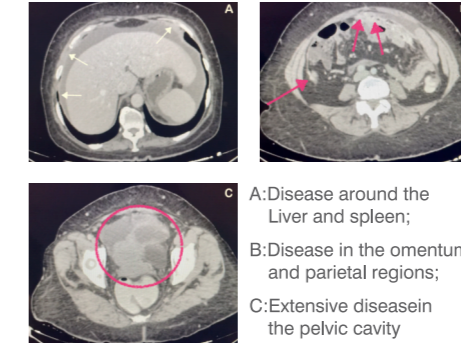 A
C
A:Disease around the
Liver and spleen;
B:Disease in the omentum
and parietal regions;
C:Extensive diseasein
the pelvic cavity